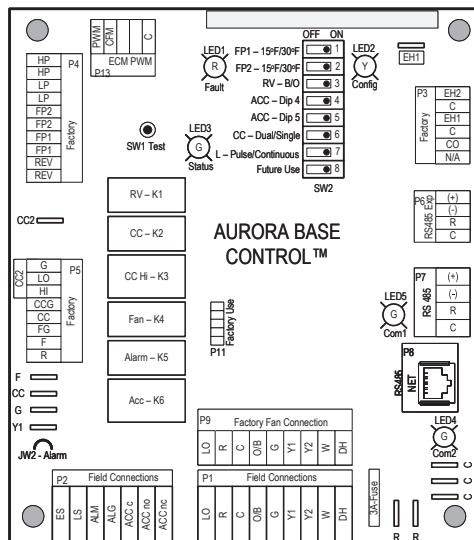 PWM
CFM
C
ECM PWM
P13
OFF ON
LED1
R
Fault
FP1 – 15ºF/30ºF 1
FP2 – 15ºF/30ºF 2
RV – B/O 3
ACC – Dip 4 4
ACC – Dip 5 5
CC – Dual/Single 6
L – Pulse/Continuous 7
Future Use 8
SW2
LED2
Y
Config
EH1
P4
HP
HP
LP
LP
FP2
FP2
FP1
FP1
REV
REV
Factory
P3
EH2
C
EH1
C
CO
N/A
Factory
SW1 Test
LED3
G
Status
RV – K1
CC – K2
CC Hi – K3
Fan – K4
Alarm – K5
Acc – K6
AURORA BASE
CONTROL™
CC2
P6
RS485 Exp
(+)
(-)
R
C
CC2
P5
G
LO
HI
CCG
CC
FG
F
R
Factory
P7
RS 485
(+)
(-)
R
C
LED5
G
Com1
Factory Use
P11
P8
RS485
NET
F
CC
G
Y1
JW2 - Alarm
LED4
G
Com2
C
C
C
P9
Factory Fan Connection
LO
R
C
O/B
G
Y1
Y2
W
DH
P2
Field Connections
ES
LS
ALM
ALG
ACC c
ACC no
ACC nc
P1
Field Connections
LO
R
C
O/B
G
Y1
Y2
W
DH
3A-Fuse
R
R